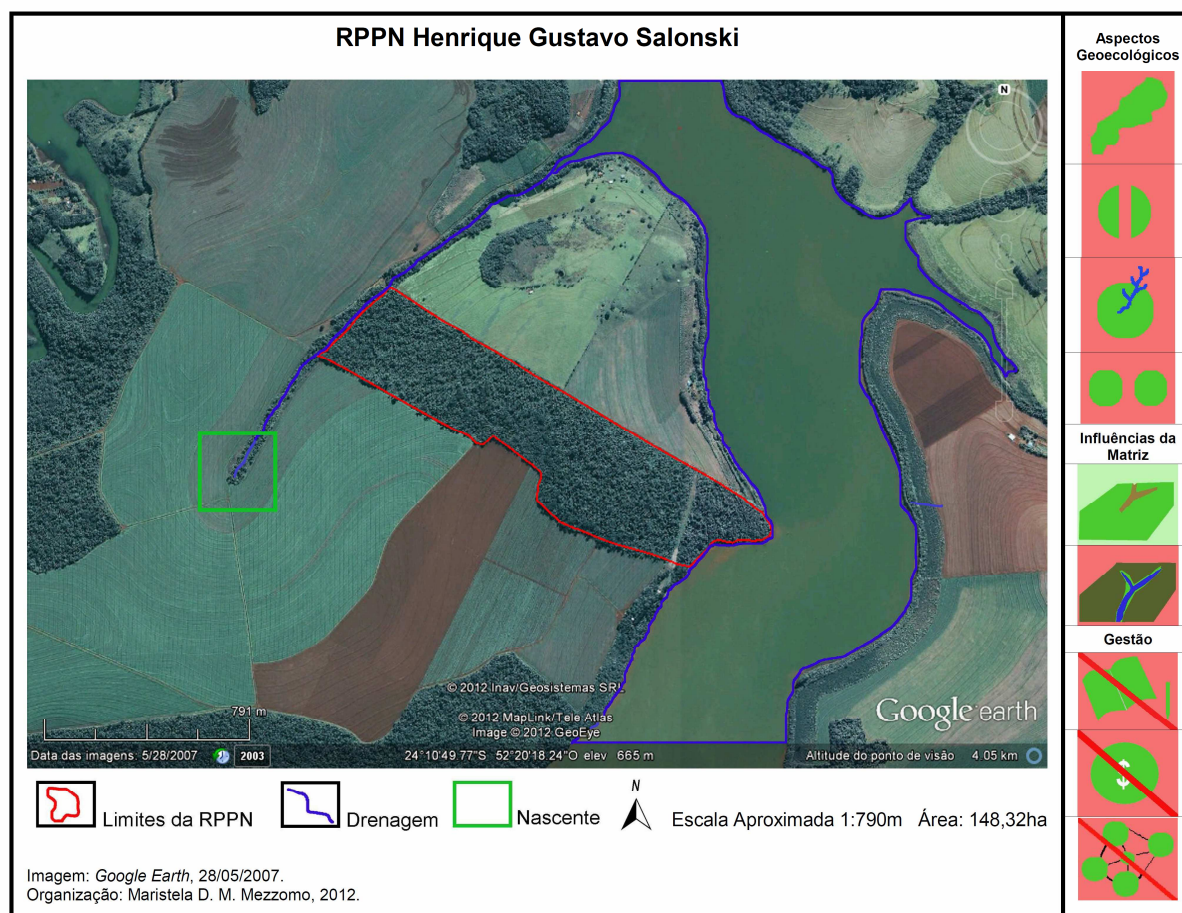 RPPN Henrique Gustavo Salonski
N
© 2012 Inav/Geosistemas SRL
© 2012 MapLink/Tele Atlas
Image © 2012 GeoEye
Google earth
791 m
Data das imagens: 5/28/2007
2003
24°10'49.77"S 52°20'18.24"O elev 665 m
Altitude do ponto de visão 4.05 km
Limites da RPPN
Drenagem
Nascente
N
Escala Aproximada 1:790m Área: 148,32ha
Imagem: Google Earth, 28/05/2007.
Organização: Maristela D. M. Mezzomo, 2012.
Aspectos
Geoecológicos
Influências da
Matriz
Gestão
$